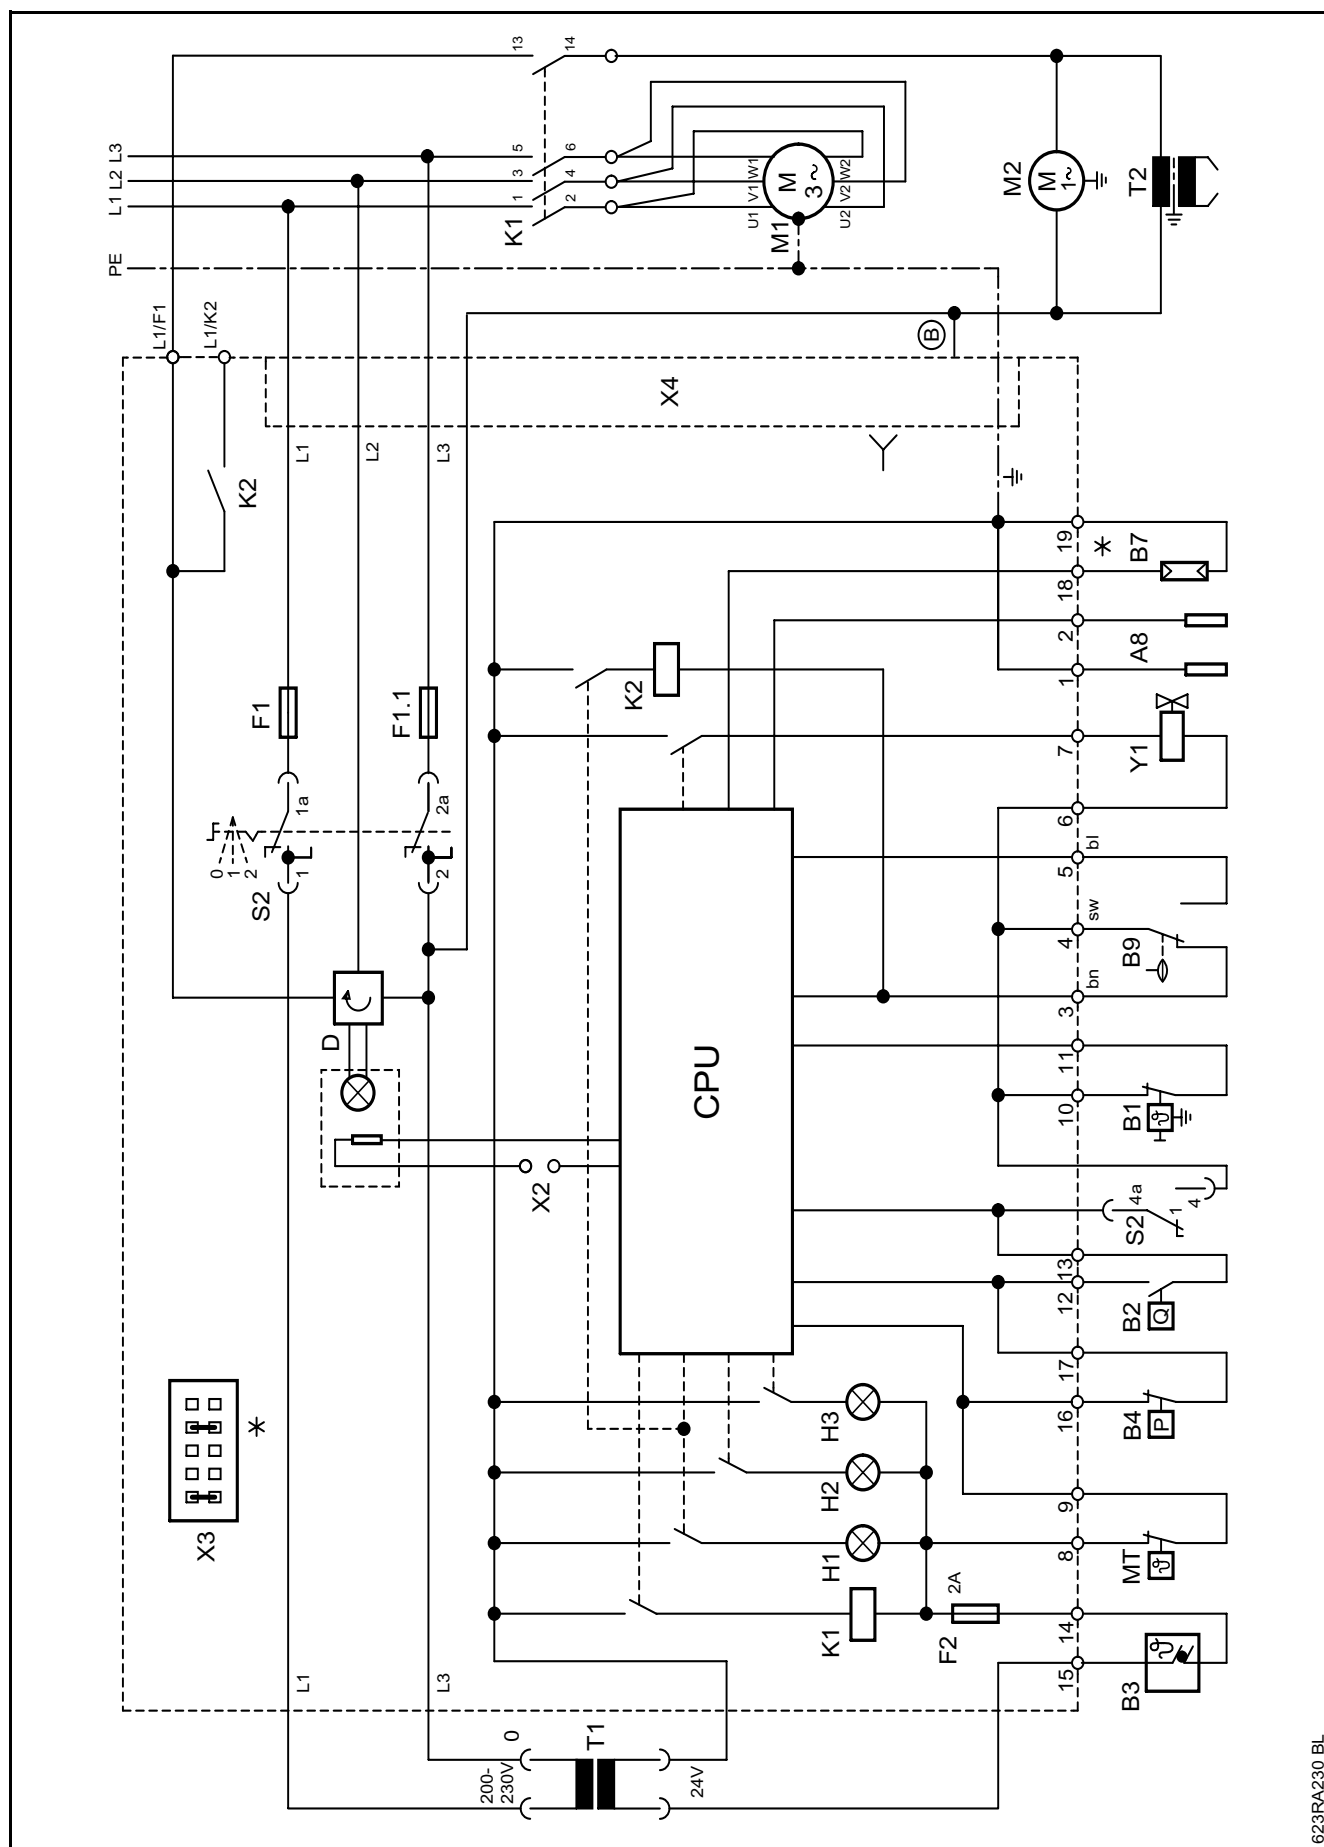 13
14
L1 L2 L3
5
3
1
6
4
2
K1
U1 V1 W1
M
3~
U2 V2 W2
M1
M2
M
1~
T2
PE
L1/F1
L1/K2
B
X4
L1
L2
L3
K2
19
B7
18
2
A8
1
K2
F1
F1.1
7
Y1
1a
2a
0
1
2
S2
1
2
6
5
bl
4
sw
B9
3
bn
D
CPU
11
10
B1
ϑ
X2
S2
4a
1
4
13
12
B2
Q
17
16
B4
P
X3
H3
H2
H1
9
8
MT
ϑ
K1
F2
2A
14
15
B3
ϑ
L1
L3
200-
230V
0
T1
24V
623RA230 BL